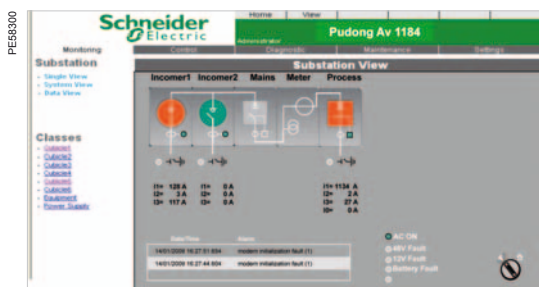 PE58300
Home View
Schneider Electric
Administrator
Pudong Av 1184
Monitoring Control Diagnostic Maintenance Settings
Substation
Substation View
Single View
System View
Data View
Incomer1 Incomer2 Mains Meter Process
Classes
Cubicle1
Cubicle2
Cubicle3
Cubicle4
Cubicle5
Cubicle6
Equipment
Power Supply
I1= 128 A I1= 0 A I1= 1134 A
I2= 3 A I2= 0 A I2= 2 A
I3= 117 A I3= 0 A I3= 27 A
I0= 0 A
Date/Time Alarm
14/01/2009 16:27:51:934 modem initialization fault (1)
14/01/2009 16:27:44:934 modem initialization fault (1)
AC ON
48V Fault
12V Fault
Battery Fault